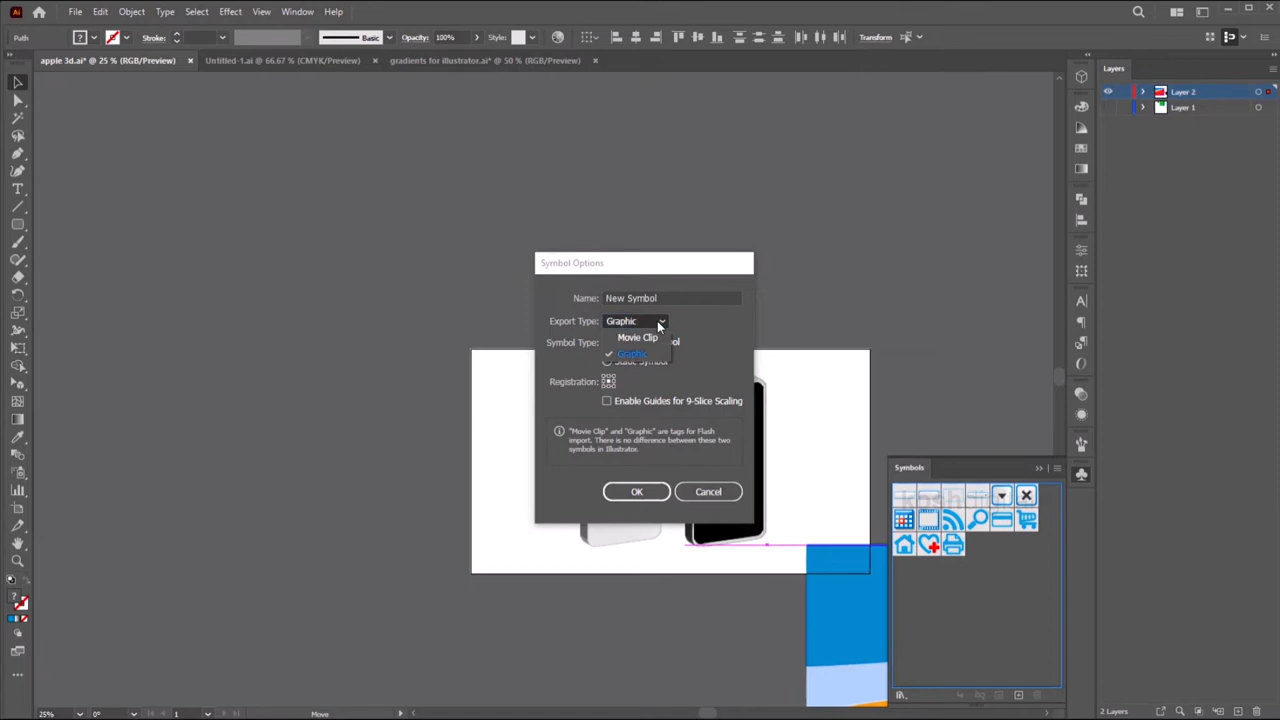 Ai File Edit Object Type Select Effect View Window Help
Path Stroke: Basic Opacity: 100% Style: Transform
apple 3d.ai* @ 25 % (RGB/Preview) × Untitled-1.ai @ 66.67 % (CMYK/Preview) × gradients for illustrator.ai* @ 50 % (RGB/Preview) ×
Layers
Layer 2
Layer 1
Symbol Options
Name: New Symbol
Export Type: Graphic
Movie Clip
Symbol Type:
Graphic
Registration:
Enable Guides for 9-Slice Scaling
"Movie Clip" and "Graphic" are tags for Flash
import. There is no difference between these two
symbols in Illustrator.
OK Cancel
Symbols
25% 0° 1 Move
2 Layers